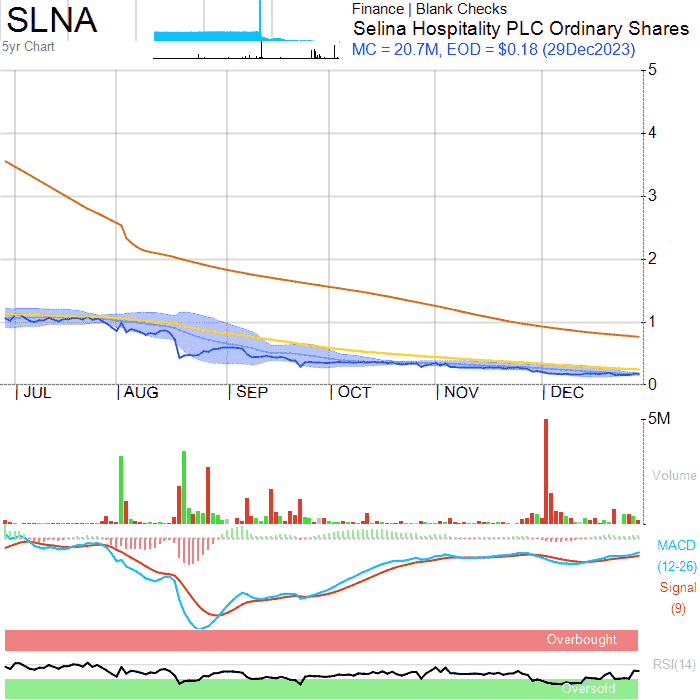 SLNA
5yr Chart
Finance | Blank Checks
Selina Hospitality PLC Ordinary Shares
MC = 20.7M, EOD = $0.18 (29Dec2023)
5
4
3
2
1
0
JUL
AUG
SEP
OCT
NOV
DEC
5M
Volume
MACD
(12-26)
Signal
(9)
Overbought
RSI(14)
Oversold